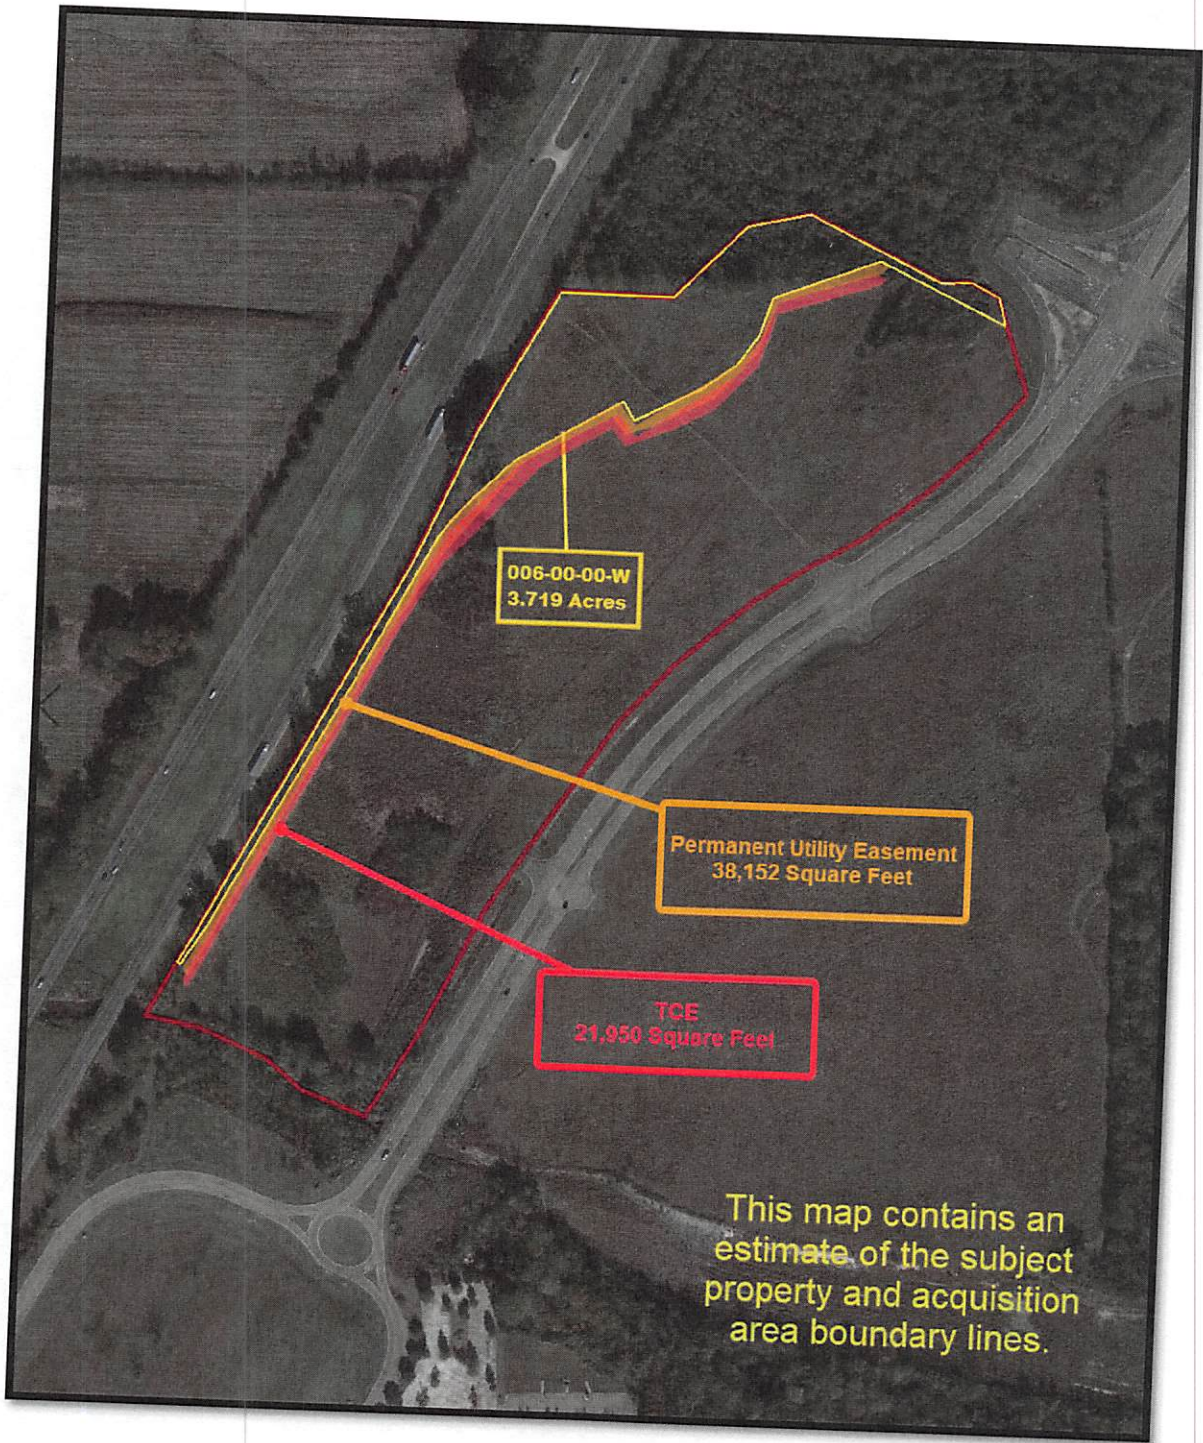 006-00-00-W
3.719 Acres
Permanent Utility Easement
38,152 Square Feet
TCE
21,950 Square Feet
This map contains an
estimate of the subject
property and acquisition
area boundary lines.